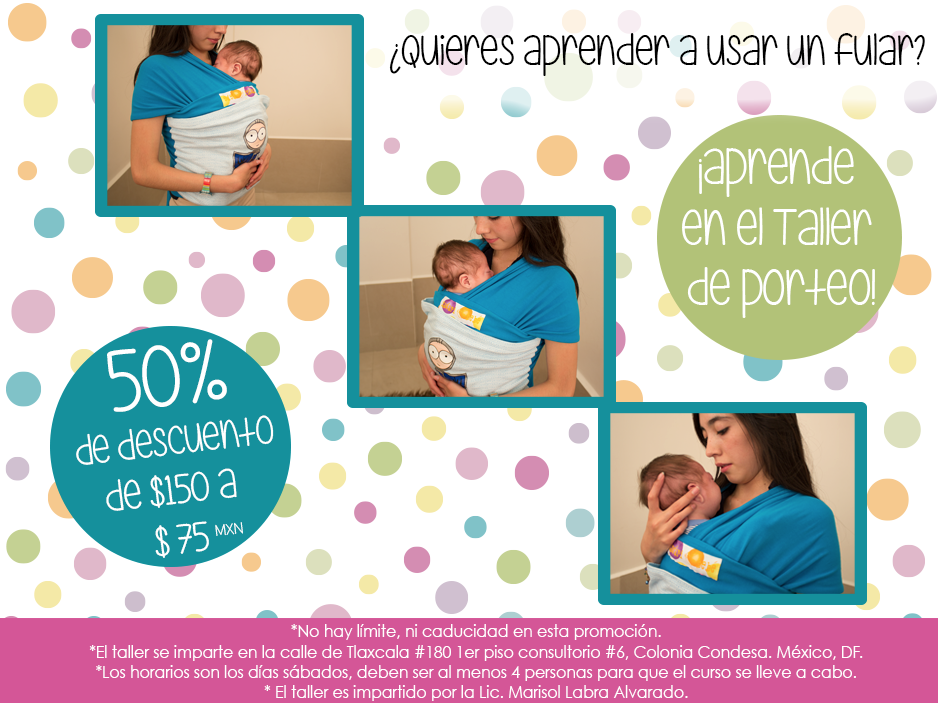 ¿Quieres aprender a usar un fular?
¡aprende
en el Taller
de porteo!
50%
de descuento
de $150 a
$ 75 MXN
*No hay límite, ni caducidad en esta promoción.
*El taller se imparte en la calle de Tlaxcala #180 1er piso consultorio #6, Colonia Condesa. México, DF.
*Los horarios son los días sábados, deben ser al menos 4 personas para que el curso se lleve a cabo.
* El taller es impartido por la Lic. Marisol Labra Alvarado.